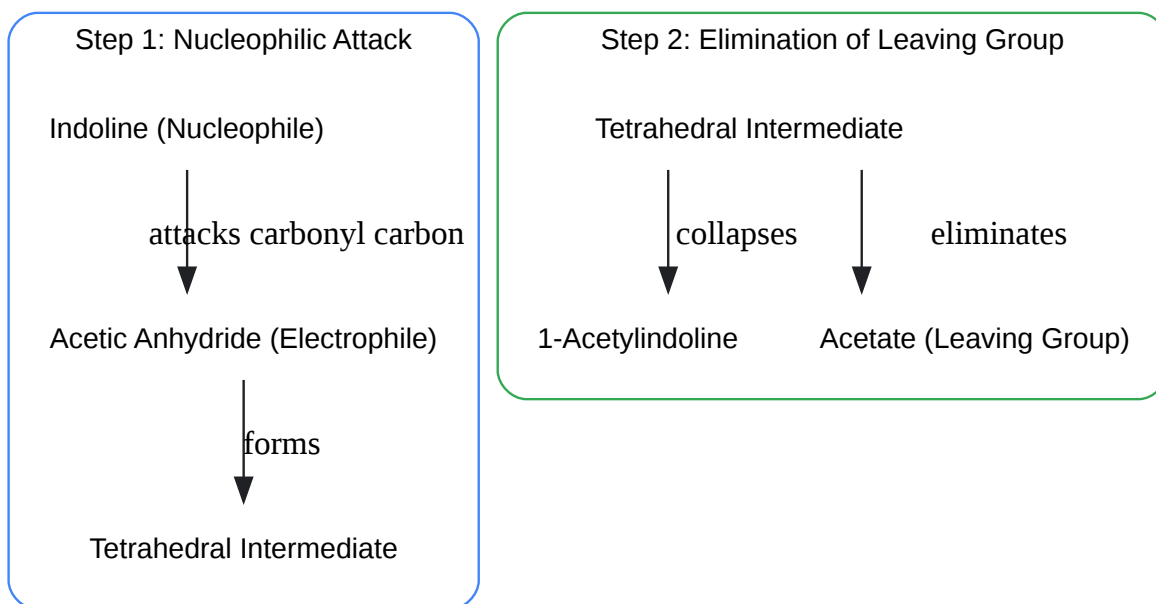 Step 1: Nucleophilic Attack
Indoline (Nucleophile)
attacks carbonyl carbon
Acetic Anhydride (Electrophile)
forms
Tetrahedral Intermediate
Step 2: Elimination of Leaving Group
Tetrahedral Intermediate
collapses
eliminates
1-Acetylindoline
Acetate (Leaving Group)